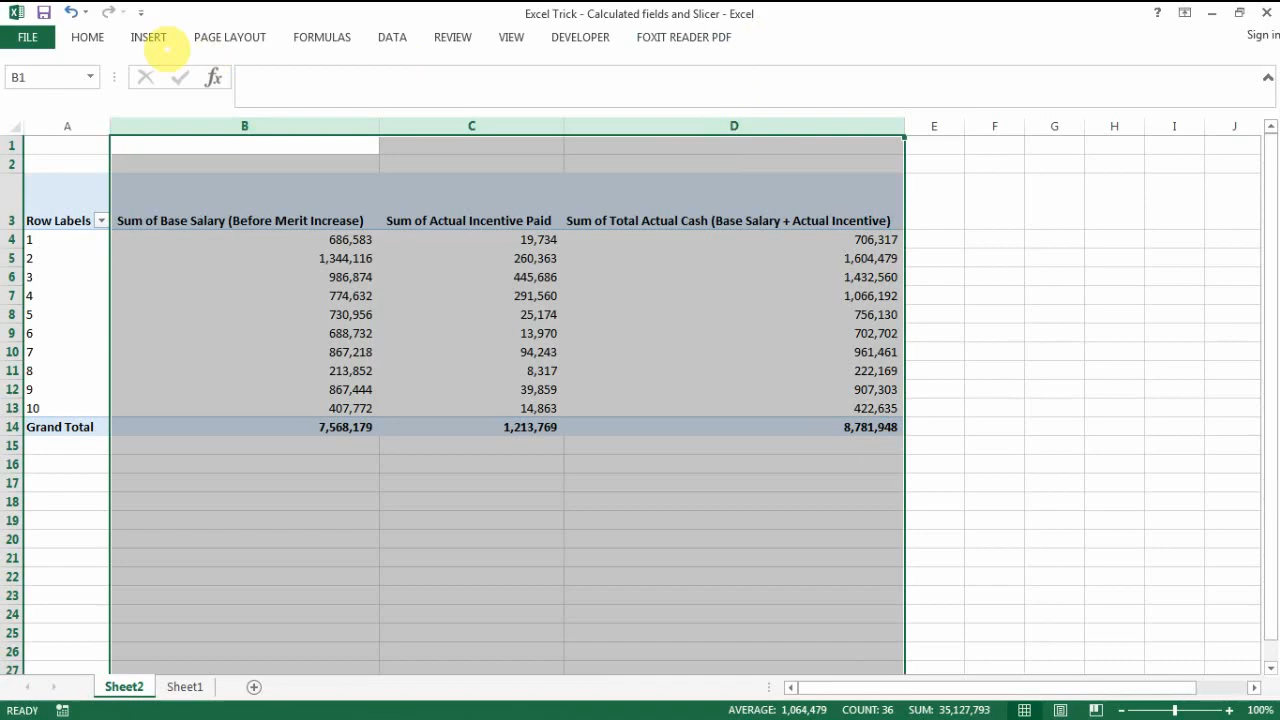 Excel Trick - Calculated fields and Slicer - Excel
?
FILE HOME INSERT PAGE LAYOUT FORMULAS DATA REVIEW VIEW DEVELOPER FOXIT READER PDF
Sign in
B1
fx
A B C D E F G H I J
1
2
3 Row Labels Sum of Base Salary (Before Merit Increase) Sum of Actual Incentive Paid Sum of Total Actual Cash (Base Salary + Actual Incentive)
4 1 686,583 19,734 706,317
5 2 1,344,116 260,363 1,604,479
6 3 986,874 445,686 1,432,560
7 4 774,632 291,560 1,066,192
8 5 730,956 25,174 756,130
9 6 688,732 13,970 702,702
10 7 867,218 94,243 961,461
11 8 213,852 8,317 222,169
12 9 867,444 39,859 907,303
13 10 407,772 14,863 422,635
14 Grand Total 7,568,179 1,213,769 8,781,948
15
16
17
18
19
20
21
22
23
24
25
26
27
Sheet2 Sheet1
READY AVERAGE: 1,064,479 COUNT: 36 SUM: 35,127,793 100%